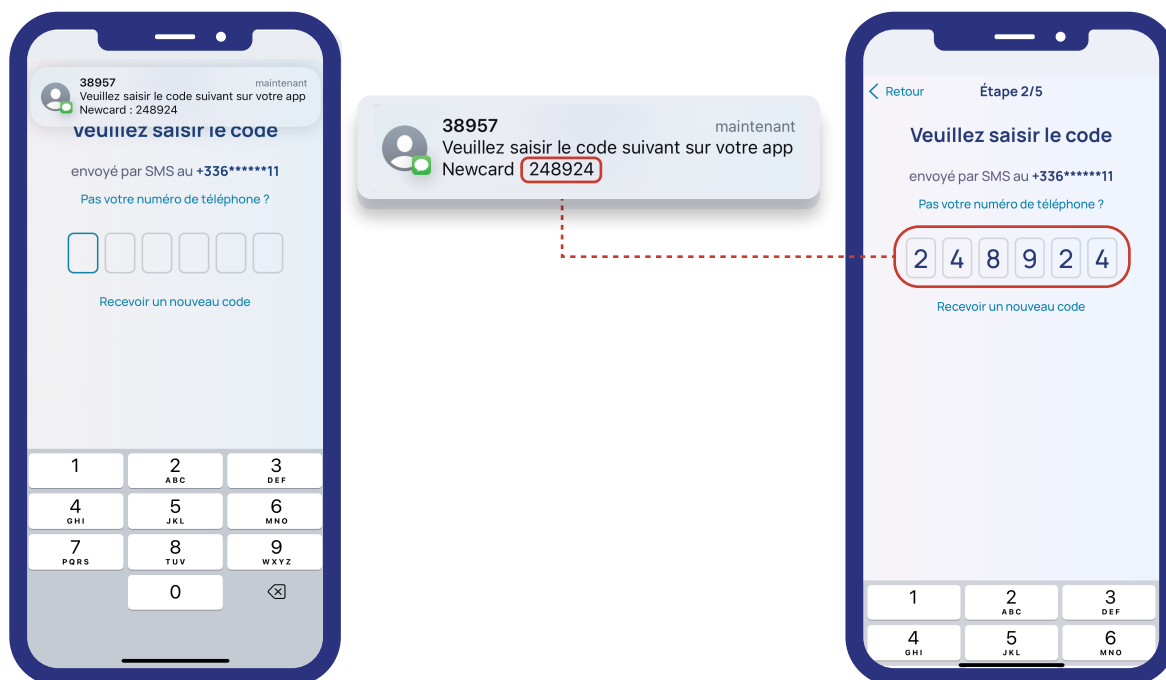 38957
maintenant
Veuillez saisir le code suivant sur votre app
Newcard : 248924
Veuillez saisir le code
envoyé par SMS au +336******11
Pas votre numéro de téléphone ?
Recevoir un nouveau code
1
2
ABC
3
DEF
4
GHI
5
JKL
6
MNO
7
PQRS
8
TUV
9
WXYZ
0
38957
maintenant
Veuillez saisir le code suivant sur votre app
Newcard 248924
Retour
Étape 2/5
Veuillez saisir le code
envoyé par SMS au +336******11
Pas votre numéro de téléphone ?
2 4 8 9 2 4
Recevoir un nouveau code
1
2
ABC
3
DEF
4
GHI
5
JKL
6
MNO